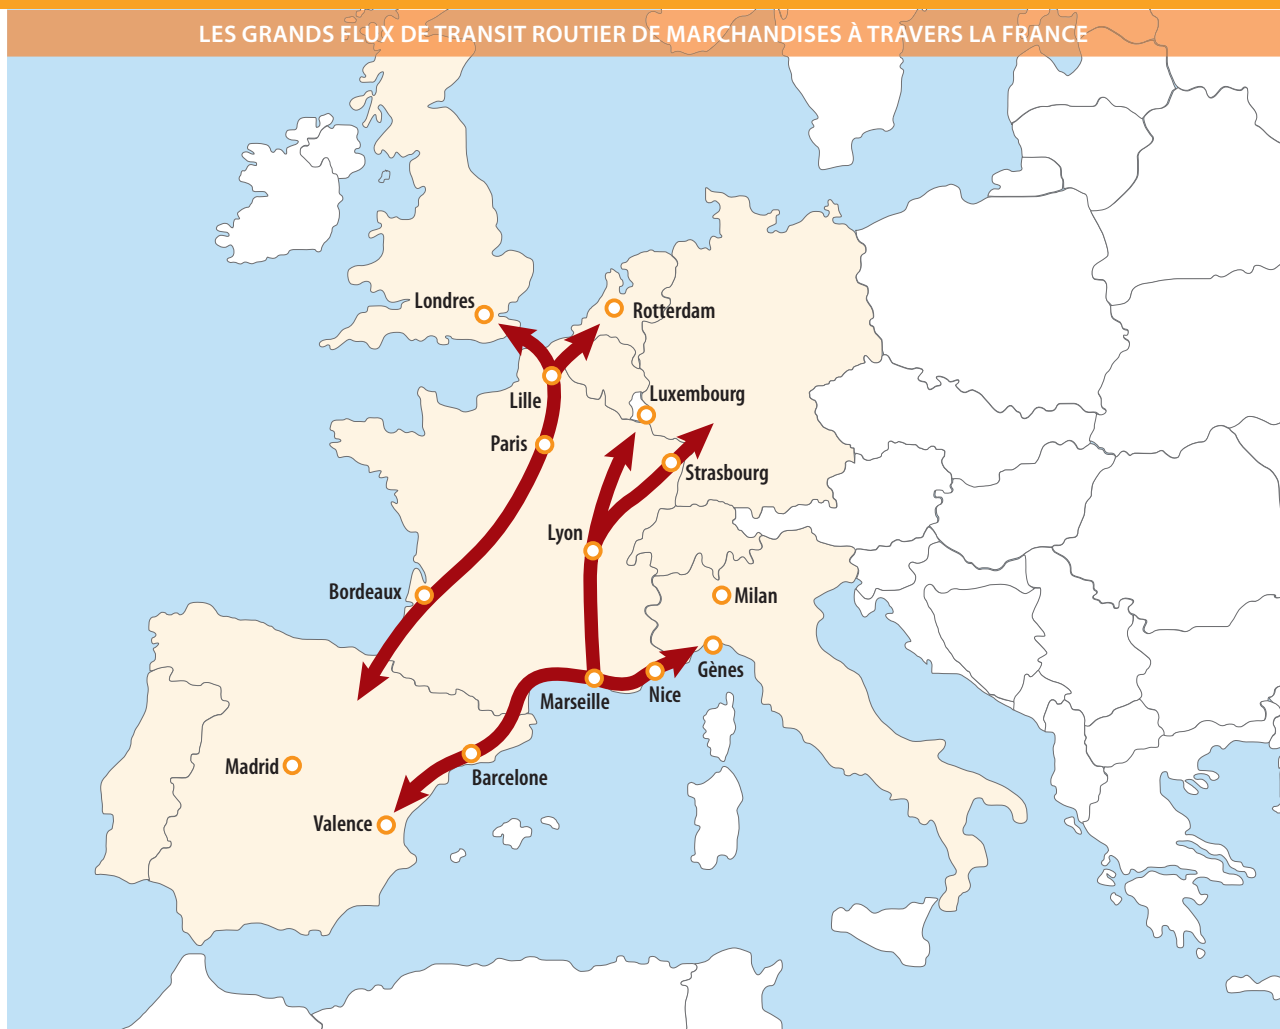 LES GRANDS FLUX DE TRANSIT ROUTIER DE MARCHANDISES À TRAVERS LA FRANCE
Londres
Rotterdam
Lille
Luxembourg
Paris
Strasbourg
Lyon
Bordeaux
Milan
Gènes
Marseille
Nice
Madrid
Barcelone
Valence